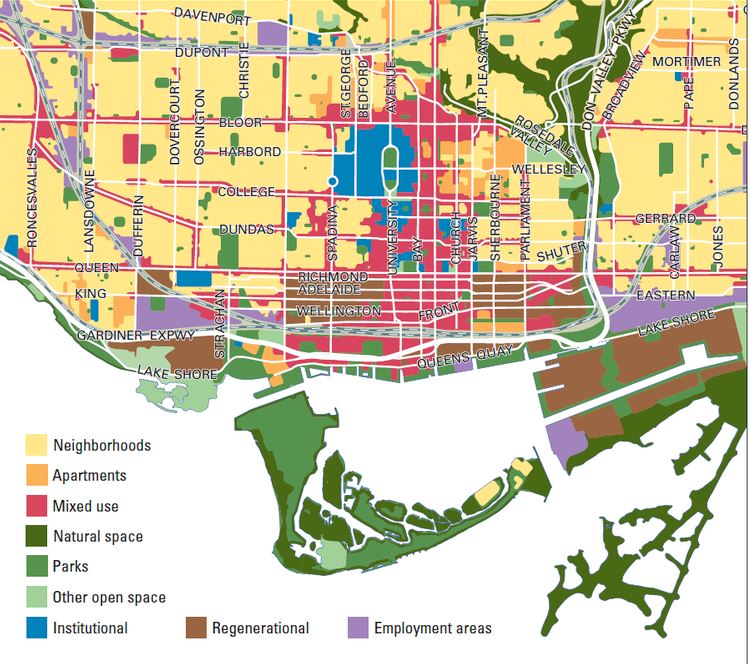 DAVENPORT
DUPONT
CHRISTIE
ST.GEORGE
BEDFORD
AVENUE
MT.PLEASANT
DON VALLEY PKWY
BROADVIEW
MORTIMER
PAPE
DONLANDS
DOVERCOURT
OSSINGTON
BLOOR
HARBORD
ROSEDALE
VALLEY
WELLESLEY
RONCESVALLES
LANSDOWNE
DUFFERIN
COLLEGE
DUNDAS
SPADINA
UNIVERSITY
BAY
CHURCH
JARVIS
SHERBOURNE
PARLIAMENT
SHUTER
GERRARD
CARLAW
JONES
QUEEN
KING
RICHMOND
ADELAIDE
WELLINGTON
FRONT
EASTERN
STRACHAN
GARDINER EXPWY
LAKE SHORE
QUEENS QUAY
LAKE SHORE
Neighborhoods
Apartments
Mixed use
Natural space
Parks
Other open space
Institutional
Regenerational
Employment areas